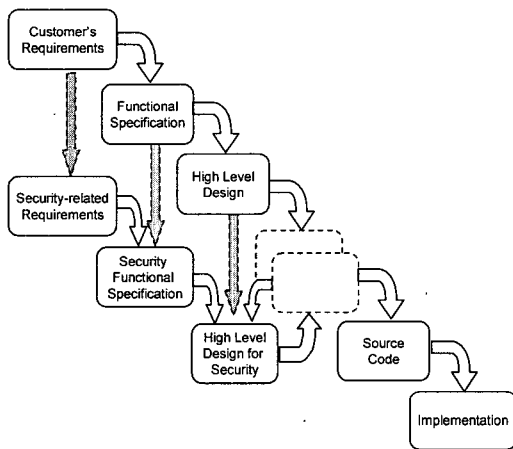 Customer's
Requirements
Functional
Specification
High Level
Design
Security-related
Requirements
Security
Functional
Specification
High Level
Design for
Security
Source
Code
Implementation